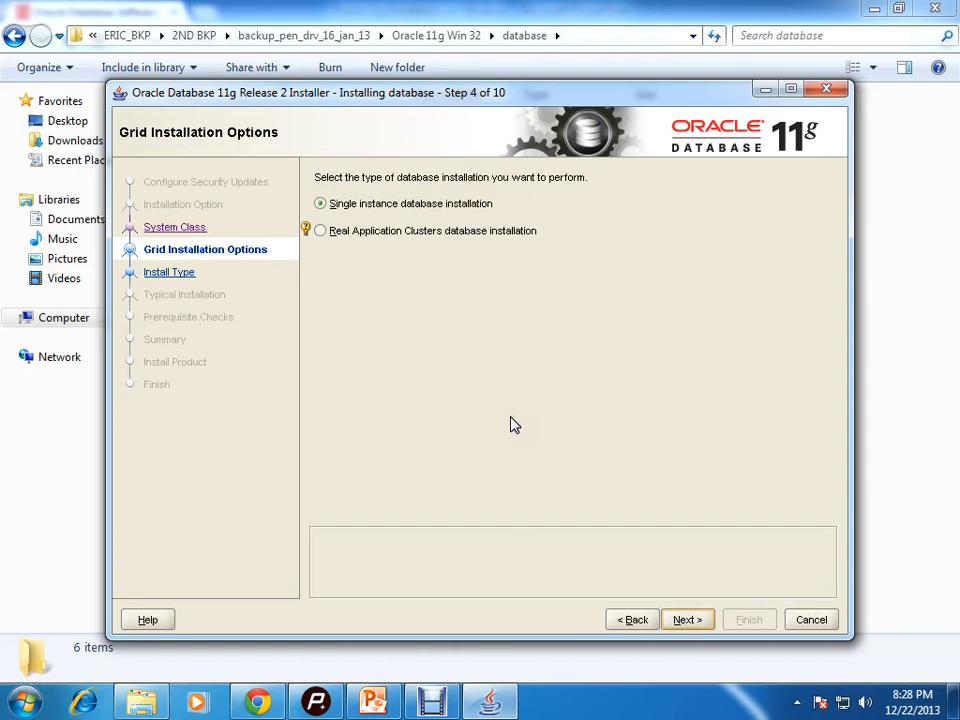 « ERIC_BKP ▸ 2ND BKP ▸ backup_pen_drv_16_jan_13 ▸ Oracle 11g Win 32 ▸ database ▸
Search database
Organize
Include in library
Share with
Burn
New folder
Favorites
Desktop
Downloads
Recent Plac
Libraries
Documents
Music
Pictures
Videos
Computer
Network
Oracle Database 11g Release 2 Installer - Installing database - Step 4 of 10
Grid Installation Options
ORACLE
DATABASE
11g
Configure Security Updates
Installation Option
System Class
Grid Installation Options
Install Type
Typical Installation
Prerequisite Checks
Summary
Install Product
Finish
Select the type of database installation you want to perform.
Single instance database installation
Real Application Clusters database installation
Help
< Back
Next >
Finish
Cancel
6 items
8:28 PM
12/22/2013